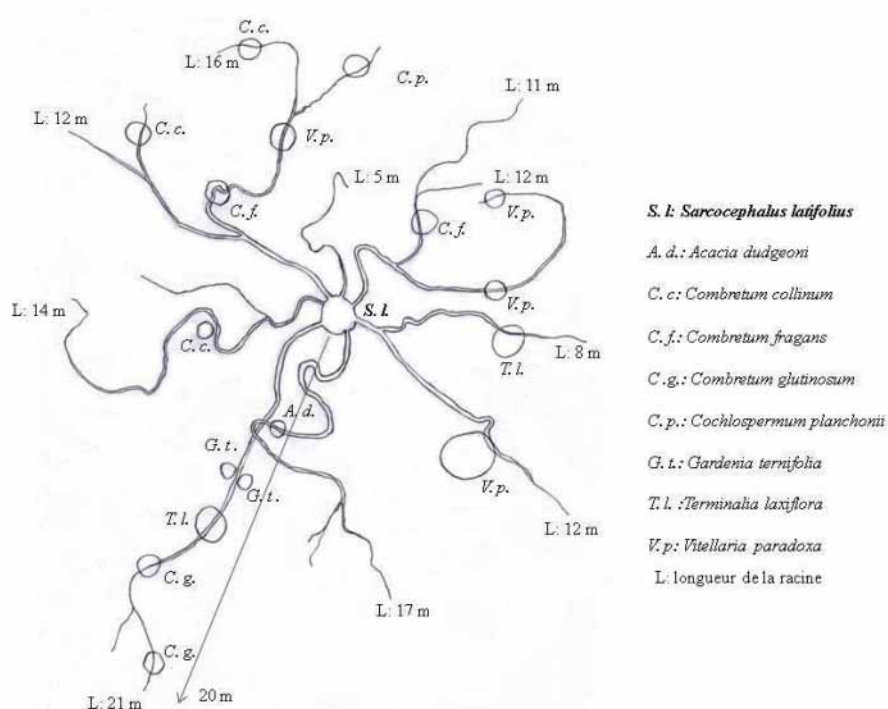 C. c.
L: 16 m
C. p.
L: 11 m
L: 12 m
C. c.
V. p.
L: 5 m
L: 12 m
C. f.
V. p.
C. f.
V. p.
L: 14 m
S. l.
C. c.
T. l.
L: 8 m
A. d.
G. t.
G. t.
V. p.
T. l.
L: 12 m
C. g.
L: 17 m
C. g.
L: 21 m
20 m
S. l: Sarcocephalus latifolius
A. d.: Acacia dudgeoni
C. c: Combretum collinum
C. f.: Combretum fragans
C .g.: Combretum glutinosum
C. p.: Cochlospermum planchonii
G. t.: Gardenia ternifolia
T. l. :Terminalia laxiflora
V. p: Vitellaria paradoxa
L: longueur de la racine